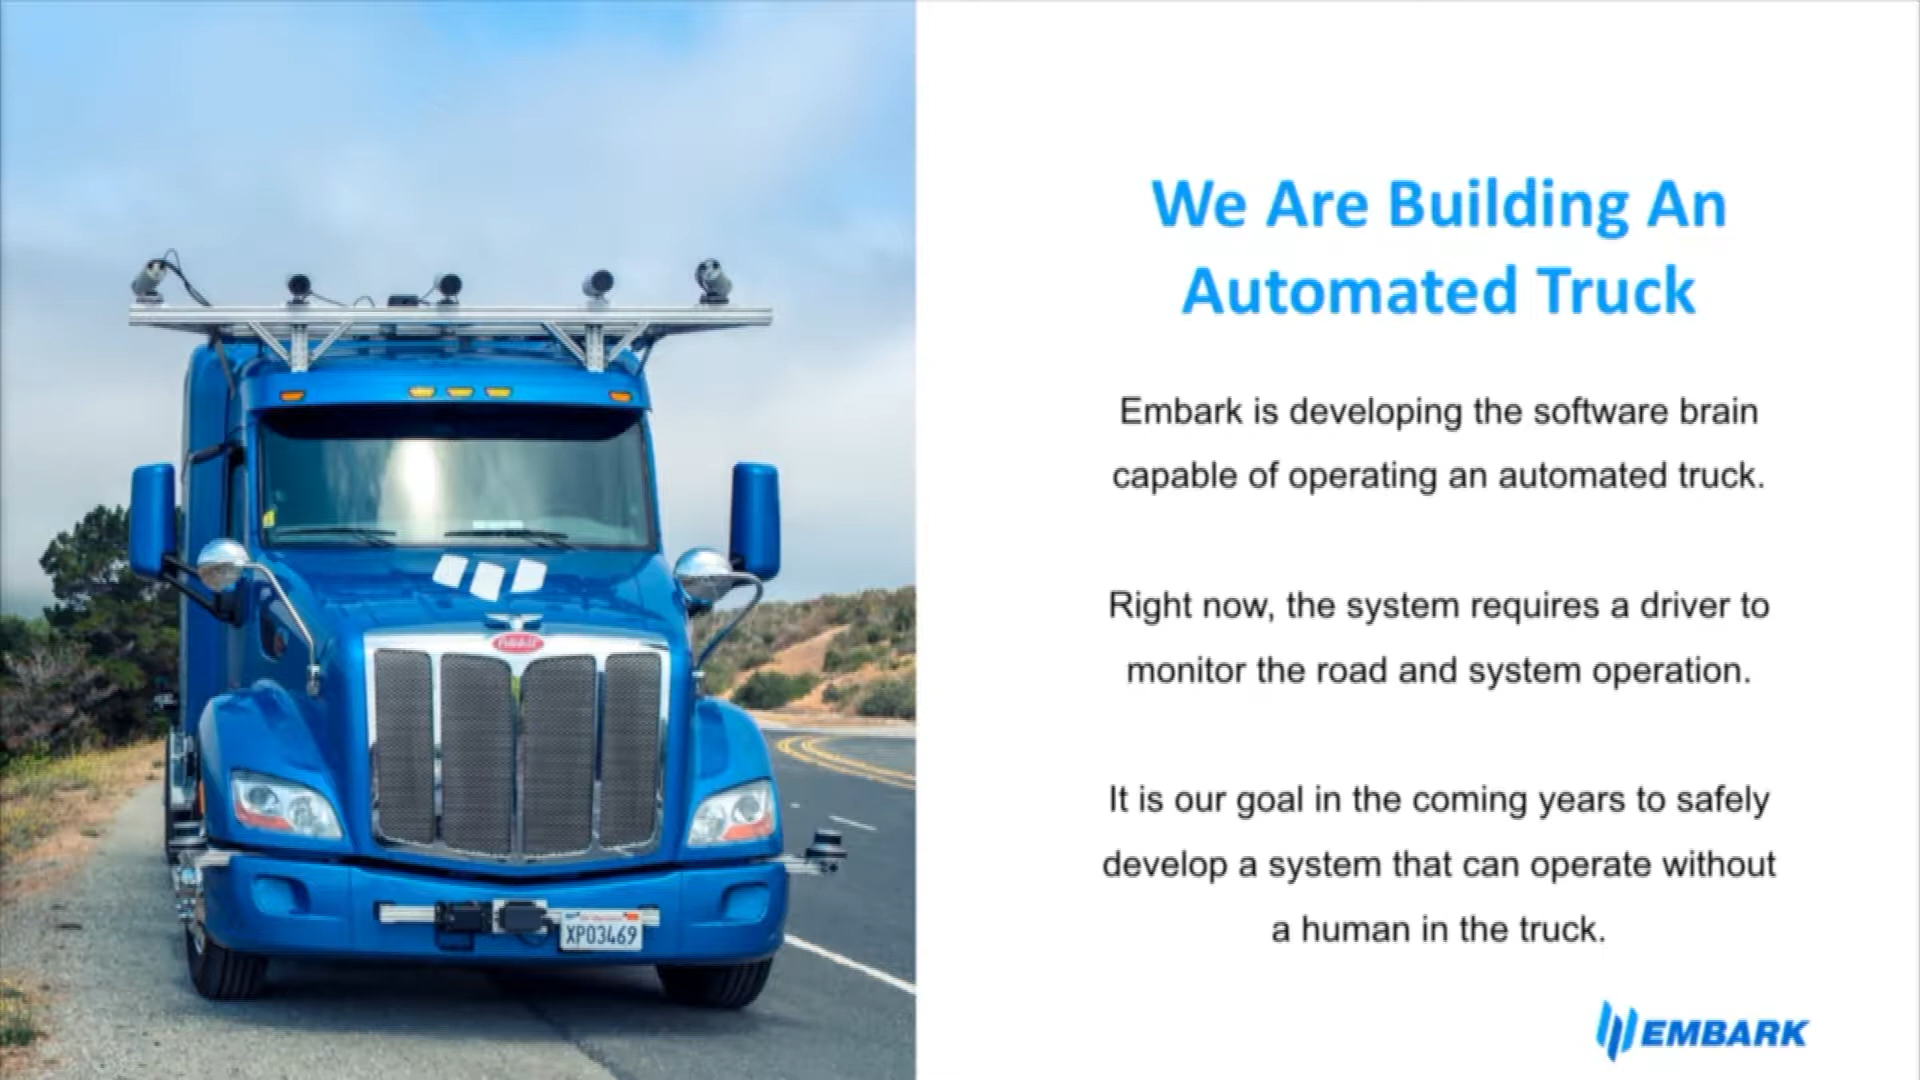 We Are Building An
Automated Truck
Embark is developing the software brain
capable of operating an automated truck.
Right now, the system requires a driver to
monitor the road and system operation.
It is our goal in the coming years to safely
develop a system that can operate without
a human in the truck.
XP03469
EMBARK